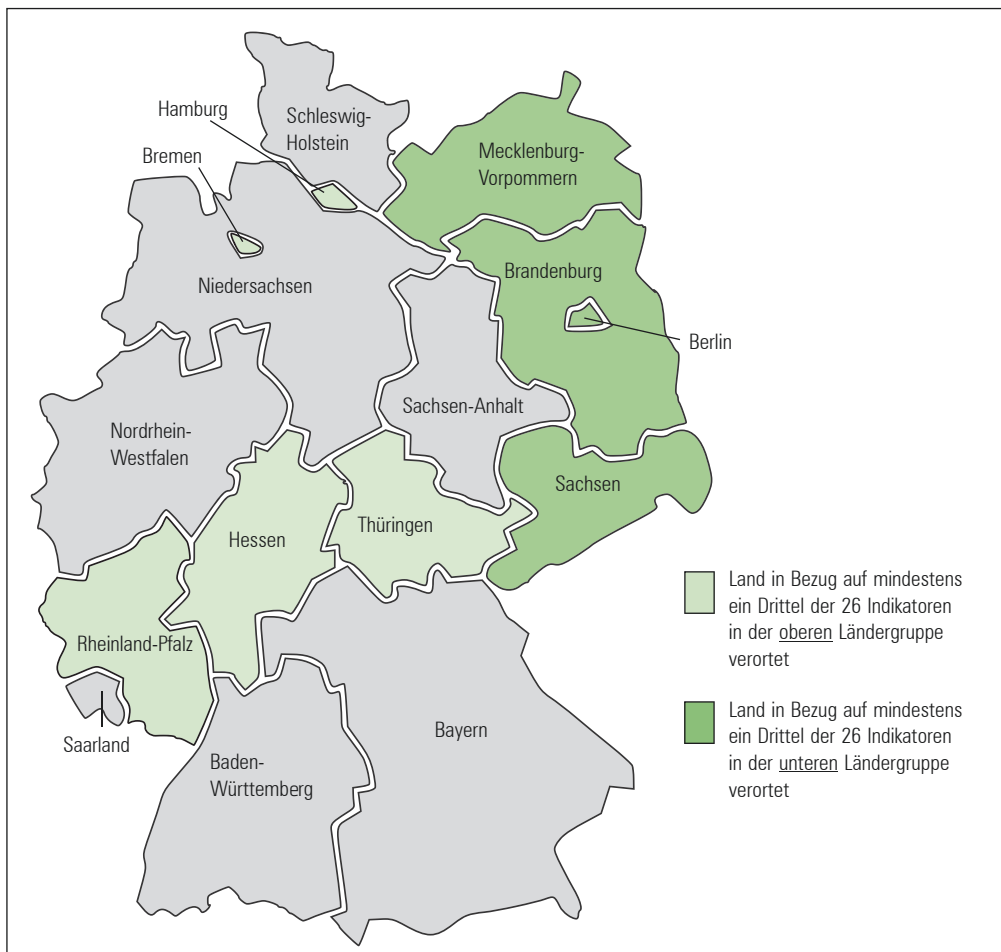 Hamburg
Schleswig-
Holstein
Bremen
Mecklenburg-
Vorpommern
Niedersachsen
Brandenburg
Berlin
Sachsen-Anhalt
Nordrhein-
Westfalen
Sachsen
Hessen
Thüringen
Rheinland-Pfalz
Saarland
Baden-
Württemberg
Bayern
Land in Bezug auf mindestens
ein Drittel der 26 Indikatoren
in der oberen Ländergruppe
verortet
Land in Bezug auf mindestens
ein Drittel der 26 Indikatoren
in der unteren Ländergruppe
verortet